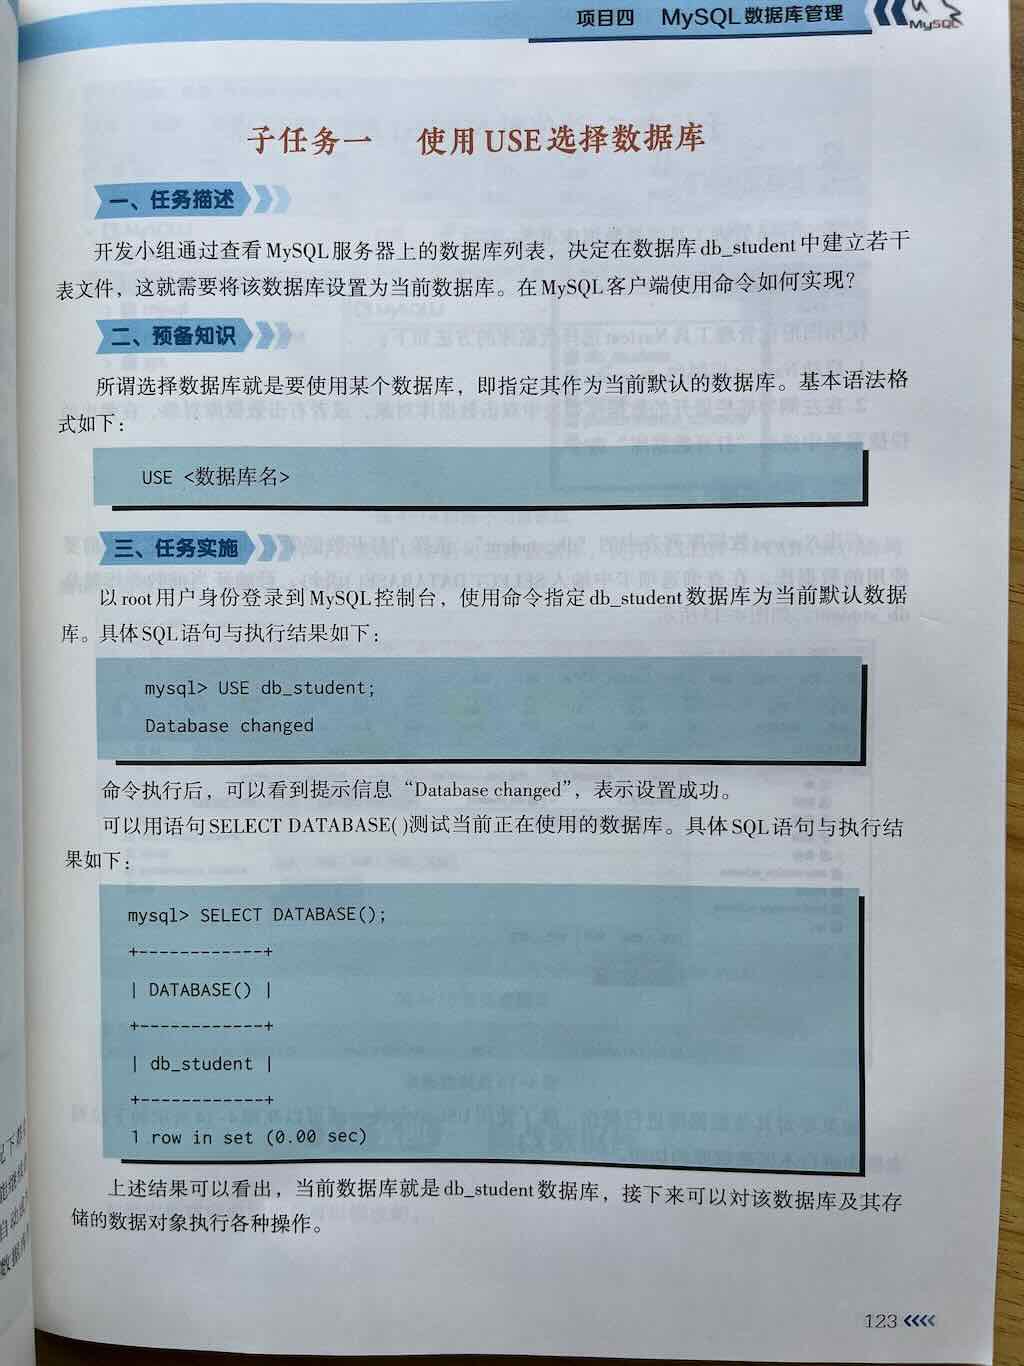 项目四 MySQL数据库管理
MySQL
子任务一 使用USE选择数据库
一、任务描述
开发小组通过查看MySQL服务器上的数据库列表，决定在数据库db_student中建立若干
表文件，这就需要将该数据库设置为当前数据库。在MySQL客户端使用命令如何实现？
二、预备知识
所谓选择数据库就是要使用某个数据库，即指定其作为当前默认的数据库。基本语法格
式如下：
USE <数据库名>
三、任务实施
以root用户身份登录到MySQL控制台，使用命令指定db_student数据库为当前默认数据
库。具体SQL语句与执行结果如下：
mysql> USE db_student;
Database changed
命令执行后，可以看到提示信息“Database changed”，表示设置成功。
可以用语句SELECT DATABASE( )测试当前正在使用的数据库。具体SQL语句与执行结
果如下：
mysql> SELECT DATABASE();
+------------+
| DATABASE() |
+------------+
| db_student |
+------------+
1 row in set (0.00 sec)
上述结果可以看出，当前数据库就是db_student数据库，接下来可以对该数据库及其存
储的数据对象执行各种操作。
123